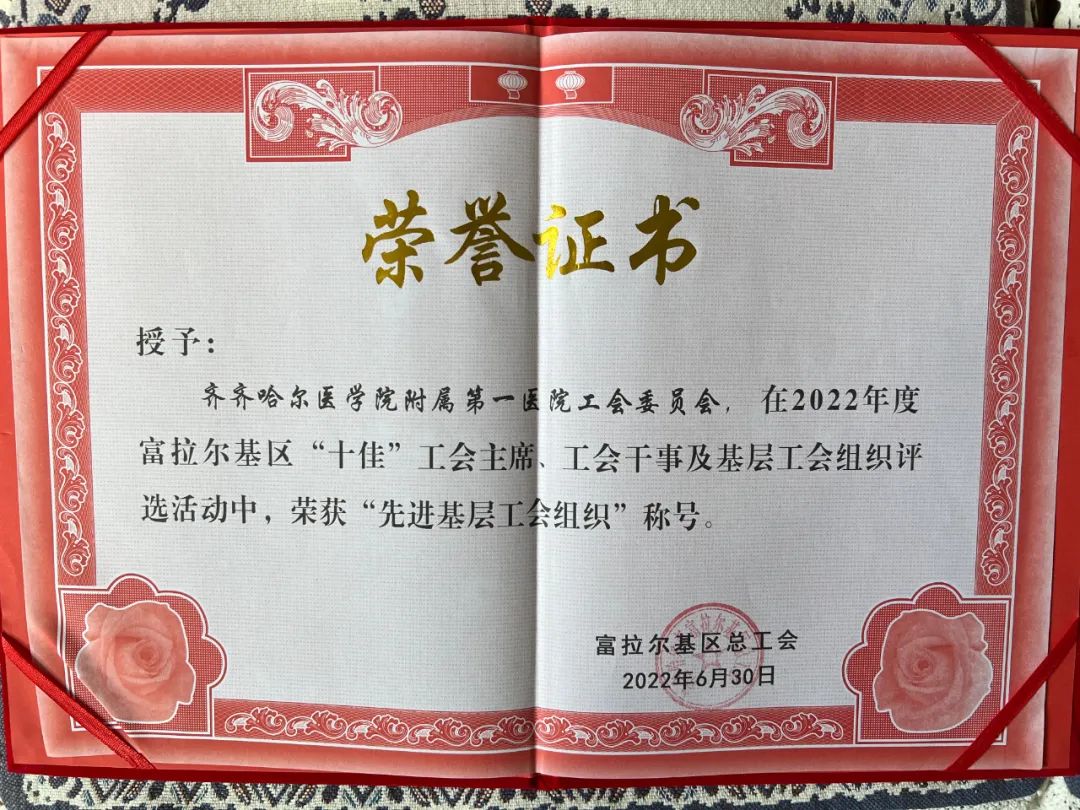 荣誉证书
授予：
齐齐哈尔医学院附属第一医院工会委员会，在2022年度
富拉尔基区“十佳”工会主席、工会干事及基层工会组织评
选活动中，荣获“先进基层工会组织”称号。
富拉尔基区总工会
2022年6月30日